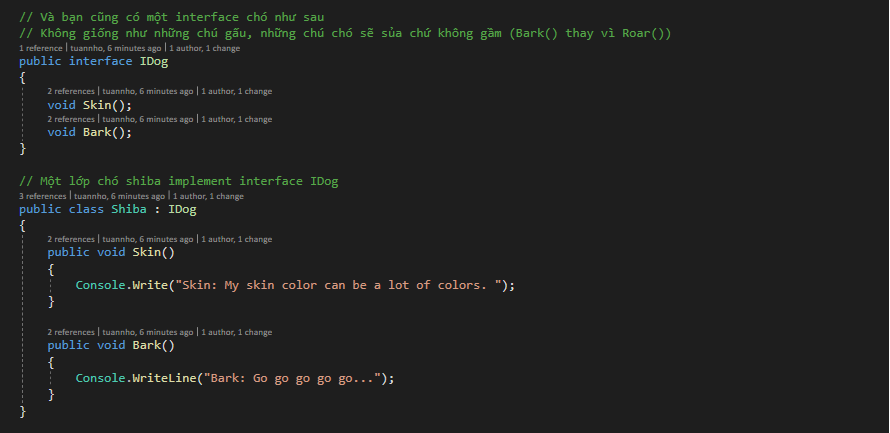 // Và bạn cũng có một interface chó như sau
// Không giống như những chú gấu, những chú chó sẽ sủa chứ không gầm (Bark() thay vì Roar())
1 reference | tuannho, 6 minutes ago | 1 author, 1 change
public interface IDog
{
2 references | tuannho, 6 minutes ago | 1 author, 1 change
void Skin();
2 references | tuannho, 6 minutes ago | 1 author, 1 change
void Bark();
}
// Một lớp chó shiba implement interface IDog
3 references | tuannho, 6 minutes ago | 1 author, 1 change
public class Shiba : IDog
{
2 references | tuannho, 6 minutes ago | 1 author, 1 change
public void Skin()
{
Console.Write("Skin: My skin color can be a lot of colors. ");
}
2 references | tuannho, 6 minutes ago | 1 author, 1 change
public void Bark()
{
Console.WriteLine("Bark: Go go go go go...");
}
}